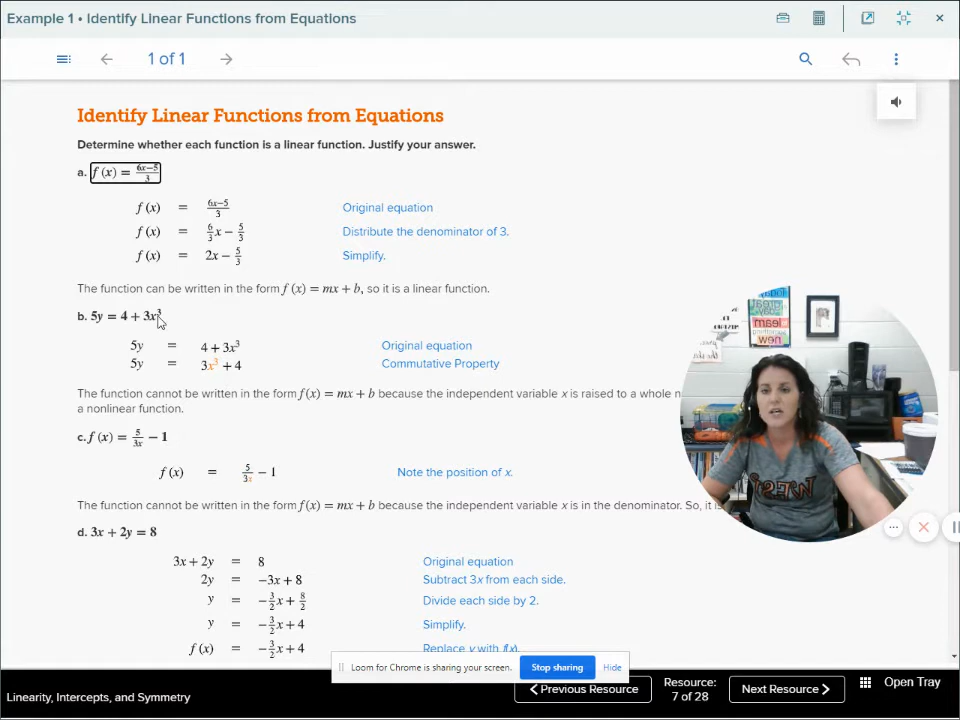 Example 1 • Identify Linear Functions from Equations
1 of 1
Identify Linear Functions from Equations
Determine whether each function is a linear function. Justify your answer.
a. f (x) = 6x−5/3
f (x) = 6x−5/3 Original equation
f (x) = 6/3 x − 5/3 Distribute the denominator of 3.
f (x) = 2x − 5/3 Simplify.
The function can be written in the form f (x) = mx + b, so it is a linear function.
b. 5y = 4 + 3x³
5y = 4 + 3x³ Original equation
5y = 3x³ + 4 Commutative Property
The function cannot be written in the form f (x) = mx + b because the independent variable x is raised to a whole
a nonlinear function.
c. f (x) = 5/3x − 1
f (x) = 5/3x − 1 Note the position of x.
The function cannot be written in the form f (x) = mx + b because the independent variable x is in the denominator. So, it
d. 3x + 2y = 8
3x + 2y = 8 Original equation
2y = −3x + 8 Subtract 3x from each side.
y = −3/2 x + 8/2 Divide each side by 2.
y = −3/2 x + 4 Simplify.
f (x) = −3/2 x + 4 Replace y with f(x).
learn
new
Loom for Chrome is sharing your screen. Stop sharing Hide
Linearity, Intercepts, and Symmetry
Previous Resource
Resource:
7 of 28
Next Resource
Open Tray